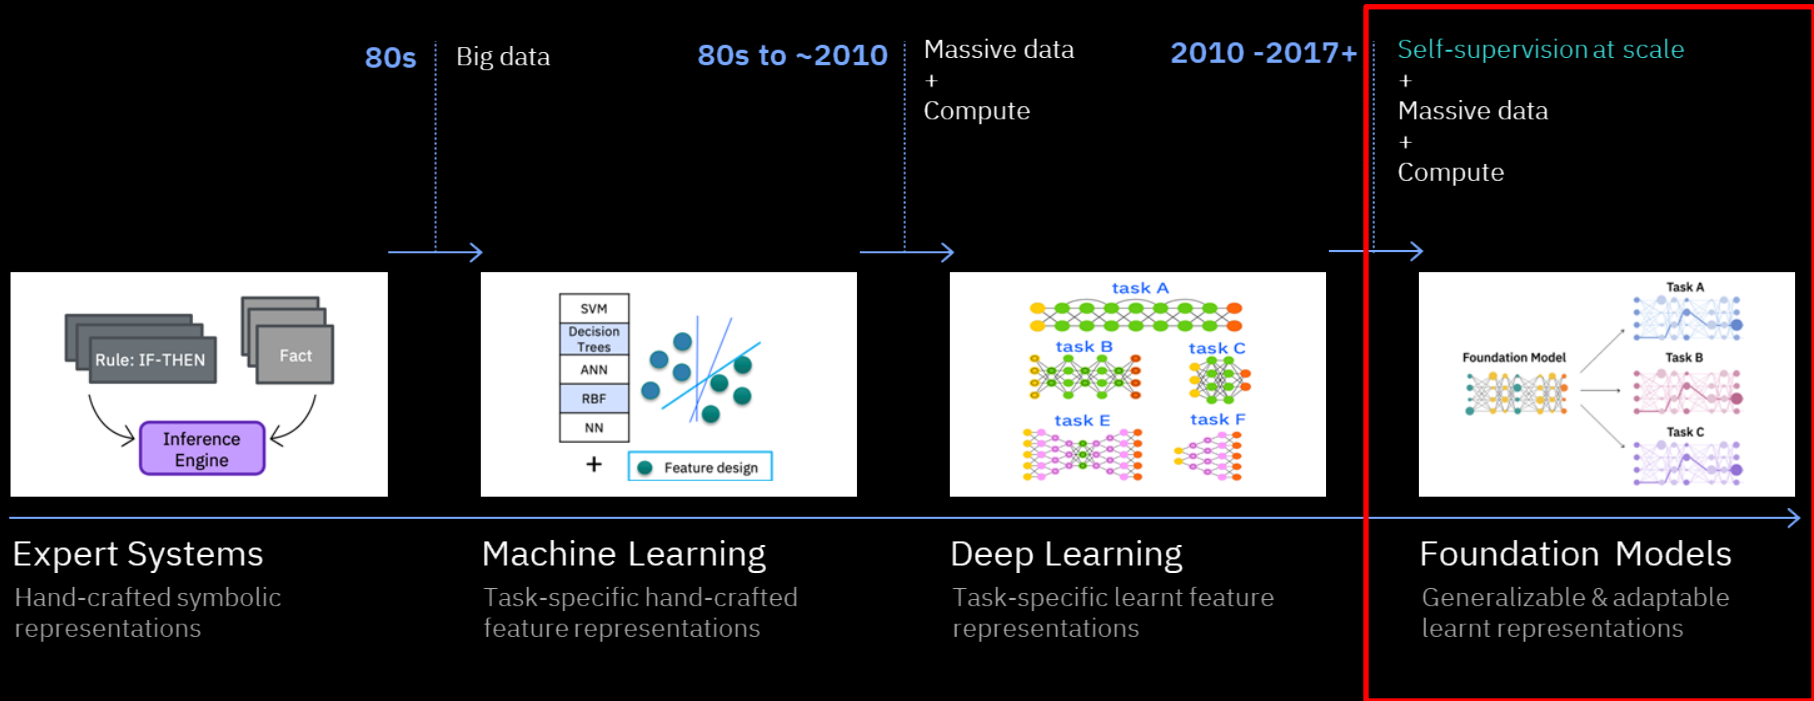 80s
Big data
80s to ~2010
Massive data
+
Compute
2010 -2017+
Self-supervision at scale
+
Massive data
+
Compute
Rule: IF-THEN
Fact
Inference
Engine
SVM
Decision
Trees
ANN
RBF
NN
+
Feature design
task A
task B
task C
task E
task F
Foundation Model
Task A
Task B
Task C
Expert Systems
Hand-crafted symbolic
representations
Machine Learning
Task-specific hand-crafted
feature representations
Deep Learning
Task-specific learnt feature
representations
Foundation Models
Generalizable & adaptable
learnt representations